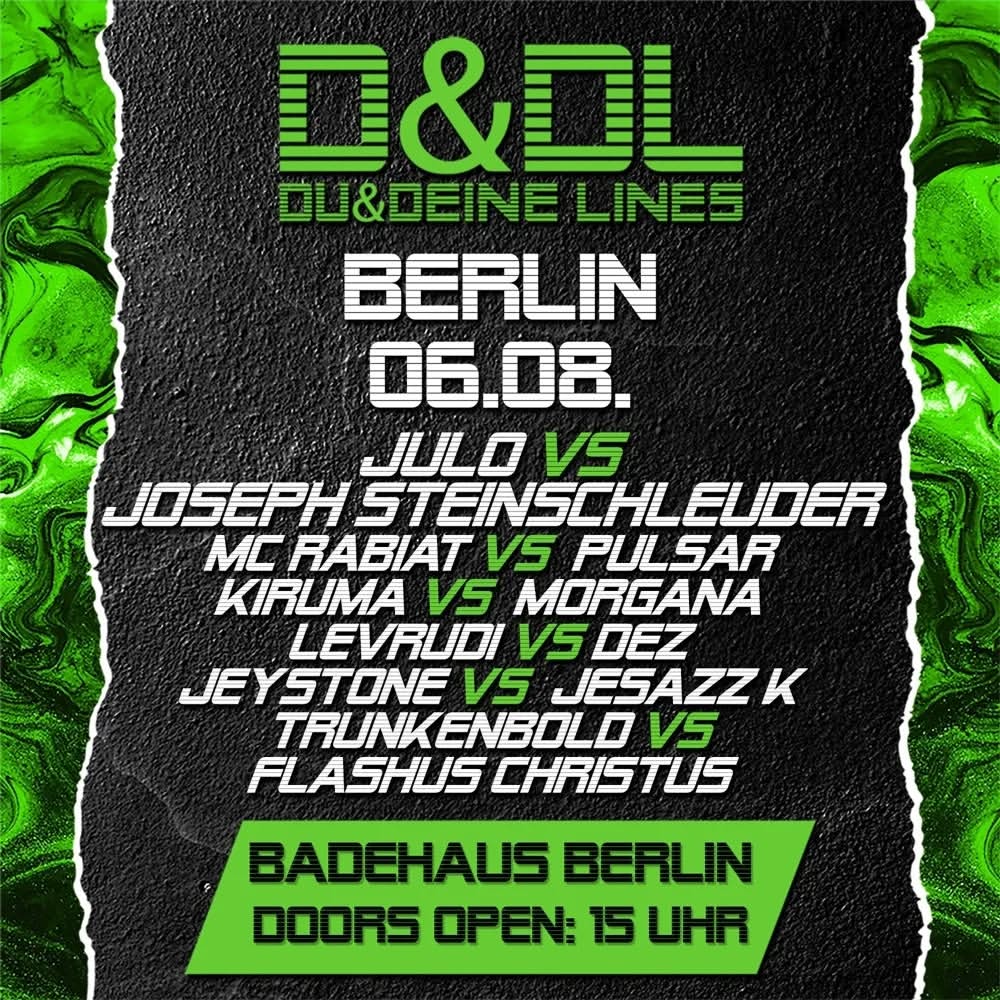 D&DL
DU&DEINE LINES
BERLIN
06.08.
JULO VS
JOSEPH STEINSCHLEUDER
MC RABIAT VS PULSAR
KIRUMA VS MORGANA
LEVRUDI VS DEZ
JEYSTONE VS JESAZZ K
TRUNKENBOLD VS
FLASHUS CHRISTUS
BADEHAUS BERLIN
DOORS OPEN: 15 UHR